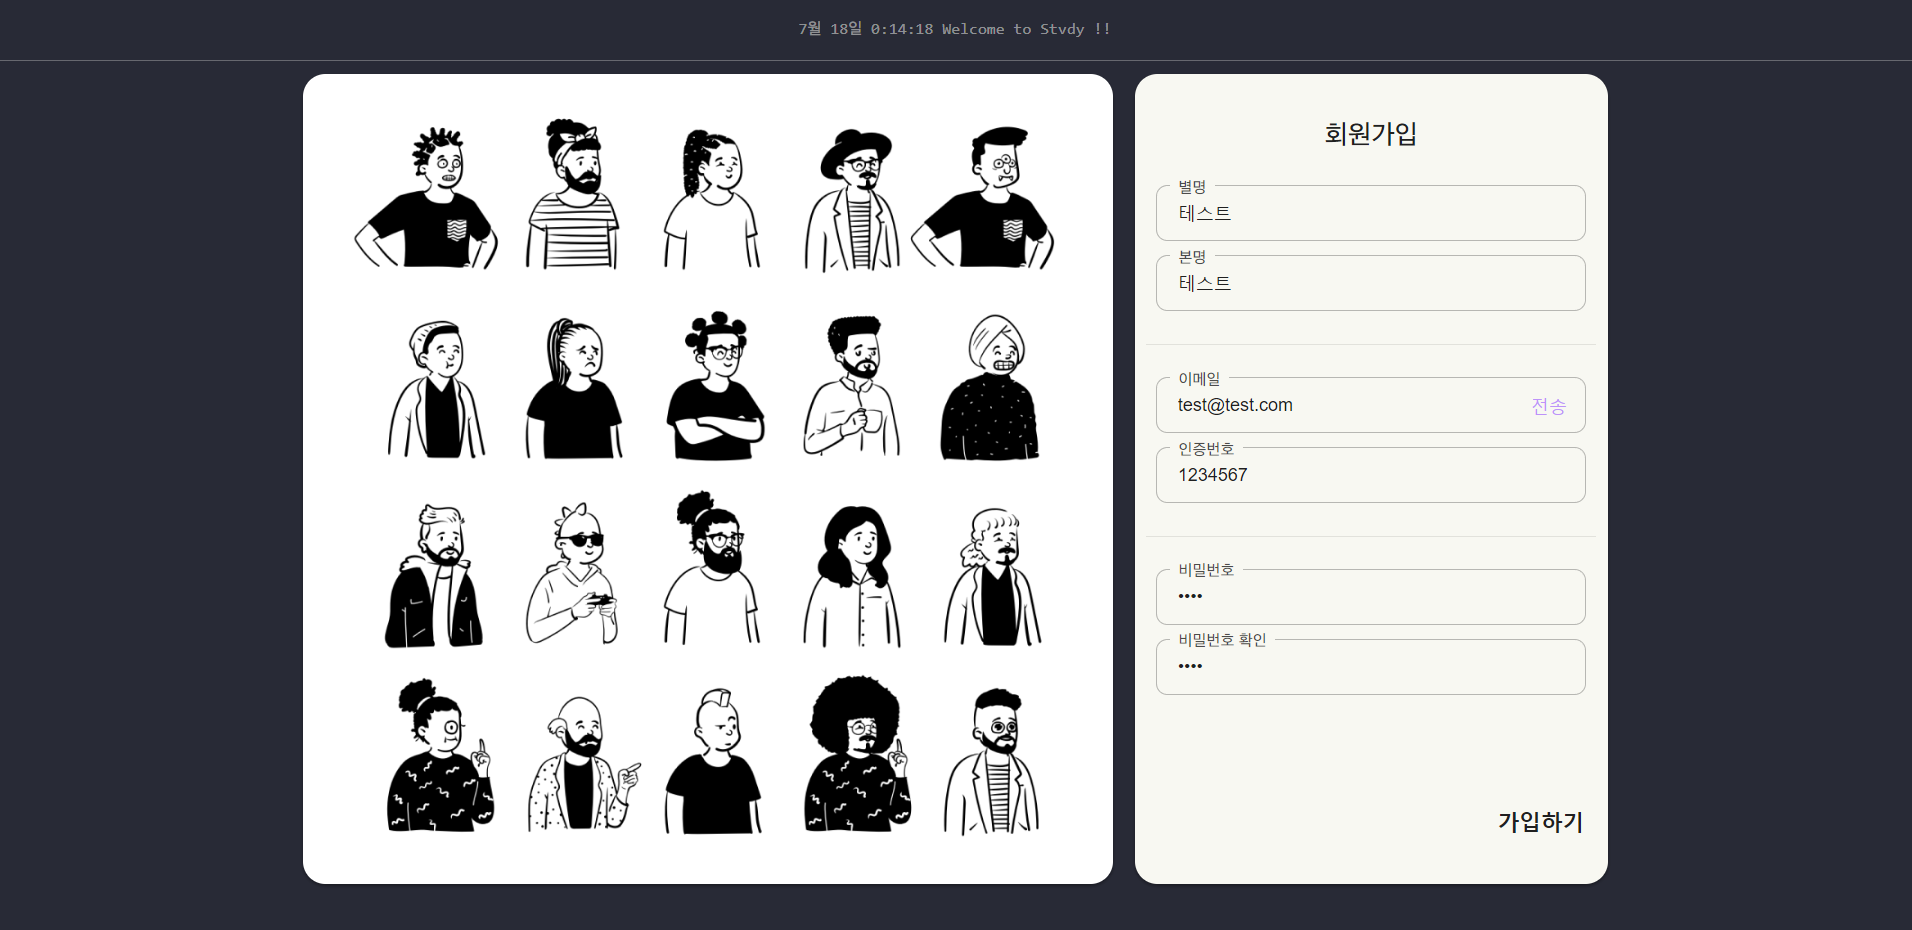 7월 18일 0:14:18 Welcome to Stvdy !!
회원가입
별명
테스트
본명
테스트
이메일
test@test.com 전송
인증번호
1234567
비밀번호
••••
비밀번호 확인
••••
가입하기